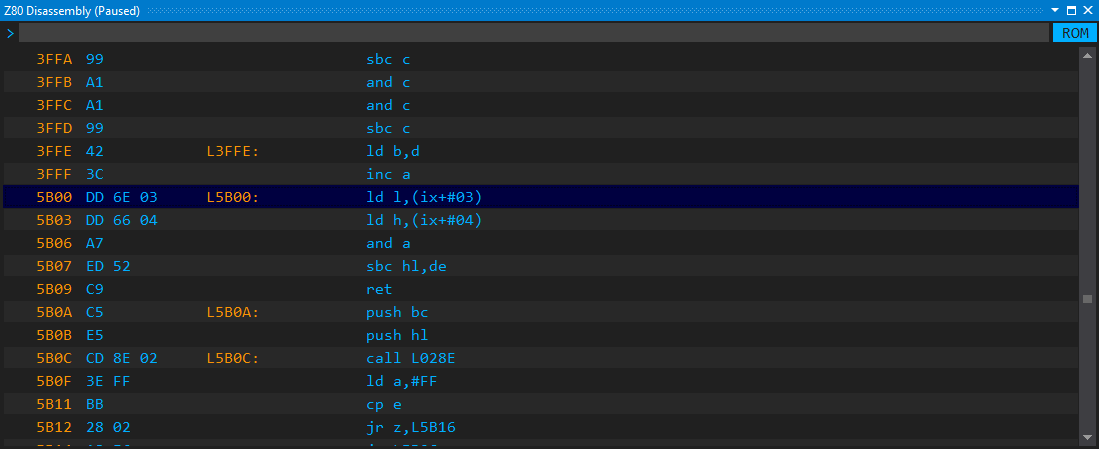 Z80 Disassembly (Paused)
> ROM
3FFA 99 sbc c
3FFB A1 and c
3FFC A1 and c
3FFD 99 sbc c
3FFE 42 L3FFE: ld b,d
3FFF 3C inc a
5B00 DD 6E 03 L5B00: ld l,(ix+#03)
5B03 DD 66 04 ld h,(ix+#04)
5B06 A7 and a
5B07 ED 52 sbc hl,de
5B09 C9 ret
5B0A C5 L5B0A: push bc
5B0B E5 push hl
5B0C CD 8E 02 L5B0C: call L028E
5B0F 3E FF ld a,#FF
5B11 BB cp e
5B12 28 02 jr z,L5B16